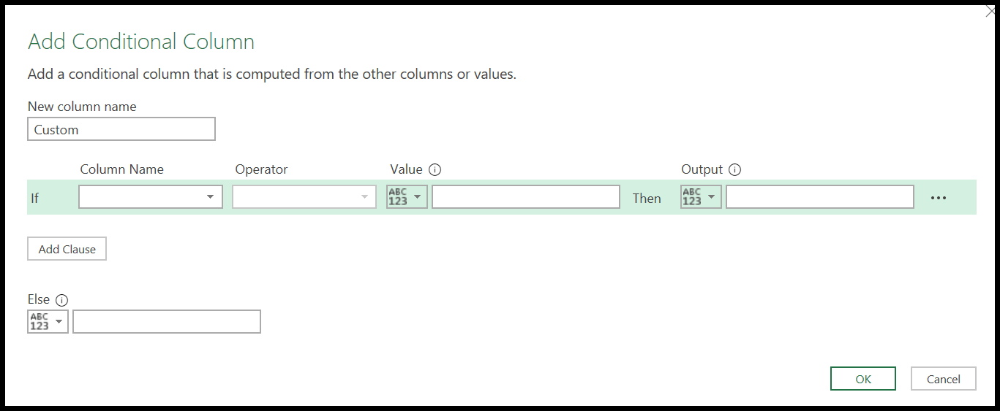 Add Conditional Column
Add a conditional column that is computed from the other columns or values.
New column name
Custom
Column Name Operator Value Output
If ABC 123 Then ABC 123 ...
Add Clause
Else
ABC 123
OK Cancel